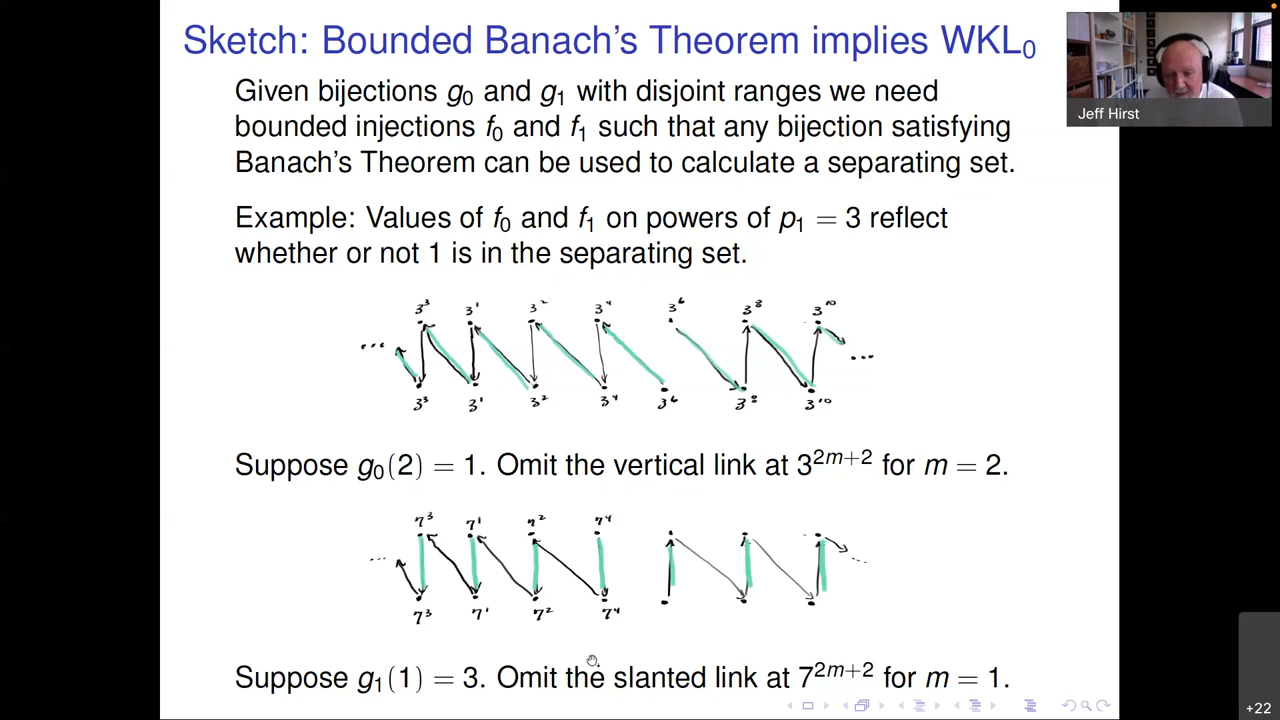 Sketch: Bounded Banach's Theorem implies WKL₀
Given bijections g₀ and g₁ with disjoint ranges we need
bounded injections f₀ and f₁ such that any bijection satisfying
Banach's Theorem can be used to calculate a separating set.
Jeff Hirst
Example: Values of f₀ and f₁ on powers of p₁ = 3 reflect
whether or not 1 is in the separating set.
3³ 3¹ 3² 3⁴ 3⁶ 3⁸ 3¹⁰
... ...
3³ 3¹ 3² 3⁴ 3⁶ 3⁸ 3¹⁰
Suppose g₀(2) = 1. Omit the vertical link at 3²ᵐ⁺² for m = 2.
7³ 7¹ 7² 7⁴
... ...
7³ 7¹ 7² 7⁴
Suppose g₁(1) = 3. Omit the slanted link at 7²ᵐ⁺² for m = 1.
+22